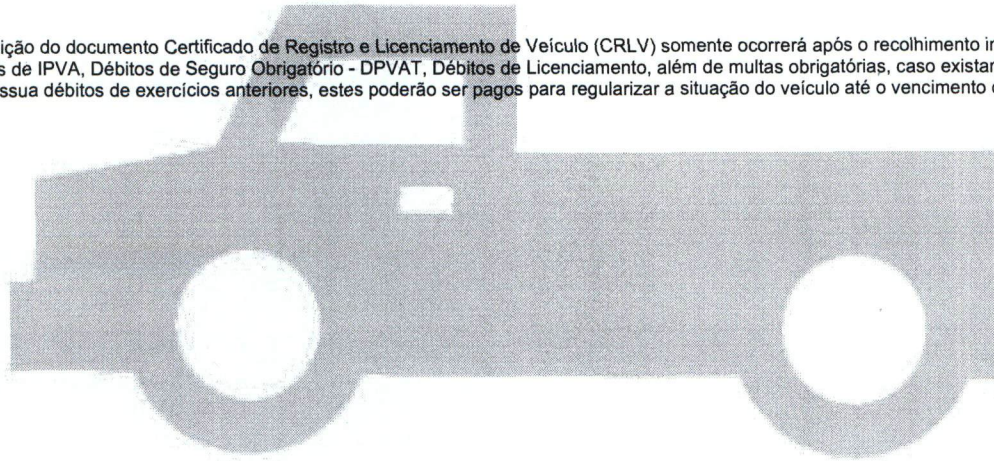 ição do documento Certificado de Registro e Licenciamento de Veículo (CRLV) somente ocorrerá após o recolhimento in
s de IPVA, Débitos de Seguro Obrigatório - DPVAT, Débitos de Licenciamento, além de multas obrigatórias, caso existam
ssua débitos de exercícios anteriores, estes poderão ser pagos para regularizar a situação do veículo até o vencimento